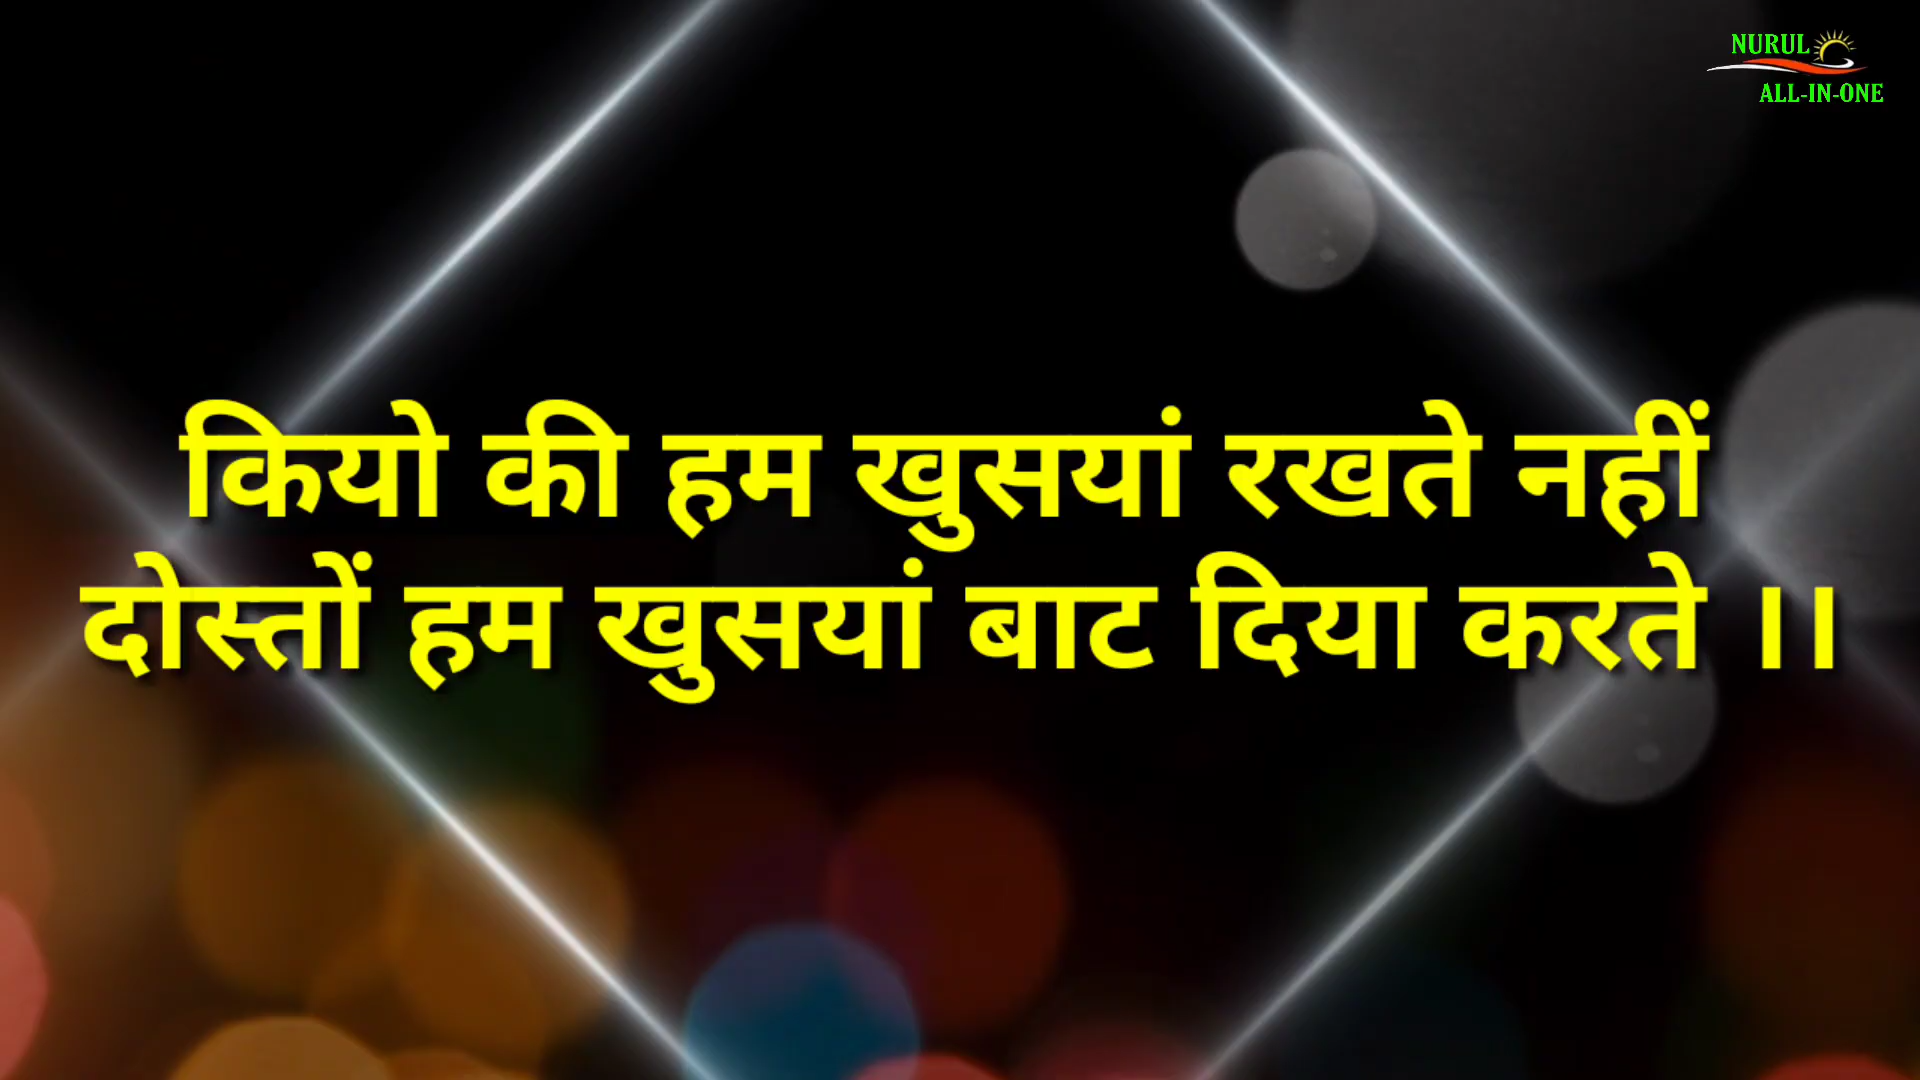 NURUL
ALL-IN-ONE
कियो की हम खुसयां रखते नहीं
दोस्तों हम खुसयां बाट दिया करते ।।